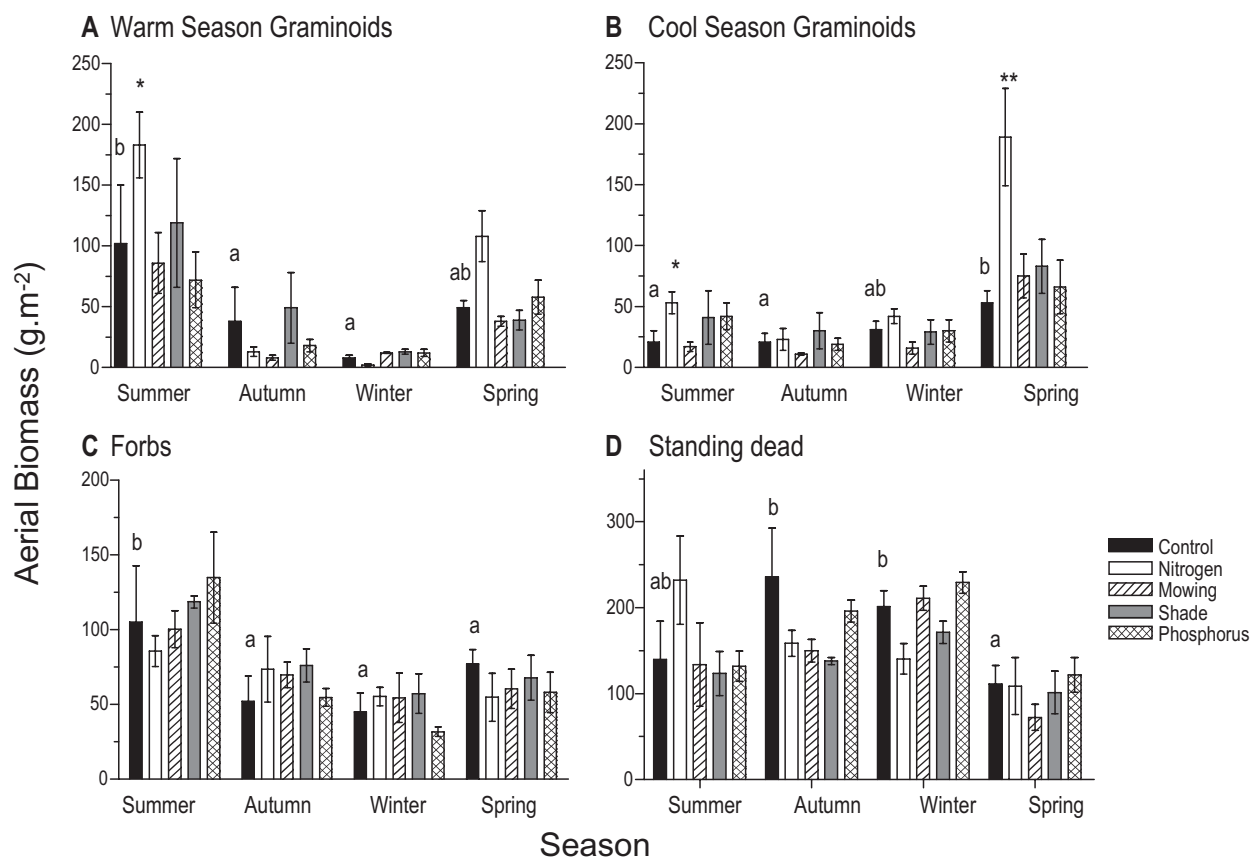 A Warm Season Graminoids
250
200
150
100
50
0
b
*
a
a
ab
Summer Autumn Winter Spring
B Cool Season Graminoids
250
200
150
100
50
0
a
*
a
ab
b
**
Summer Autumn Winter Spring
Aerial Biomass (g.m-2)
C Forbs
200
150
100
50
0
b
a
a
a
Summer Autumn Winter Spring
D Standing dead
300
200
100
0
ab
b
b
a
Summer Autumn Winter Spring
Control
Nitrogen
Mowing
Shade
Phosphorus
Season